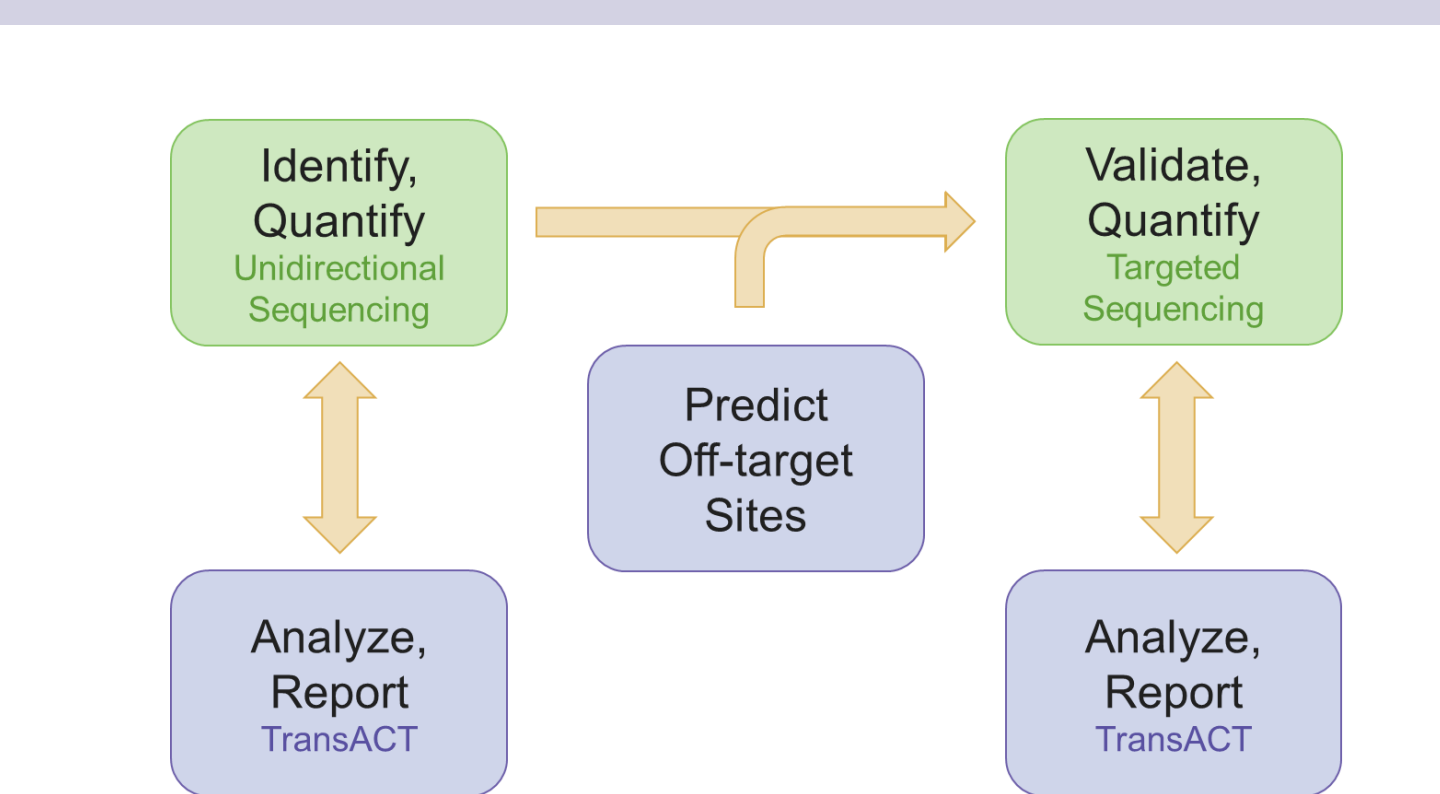 Identify,
Quantify
Unidirectional
Sequencing
Validate,
Quantify
Targeted
Sequencing
Predict
Off-target
Sites
Analyze,
Report
TransACT
Analyze,
Report
TransACT